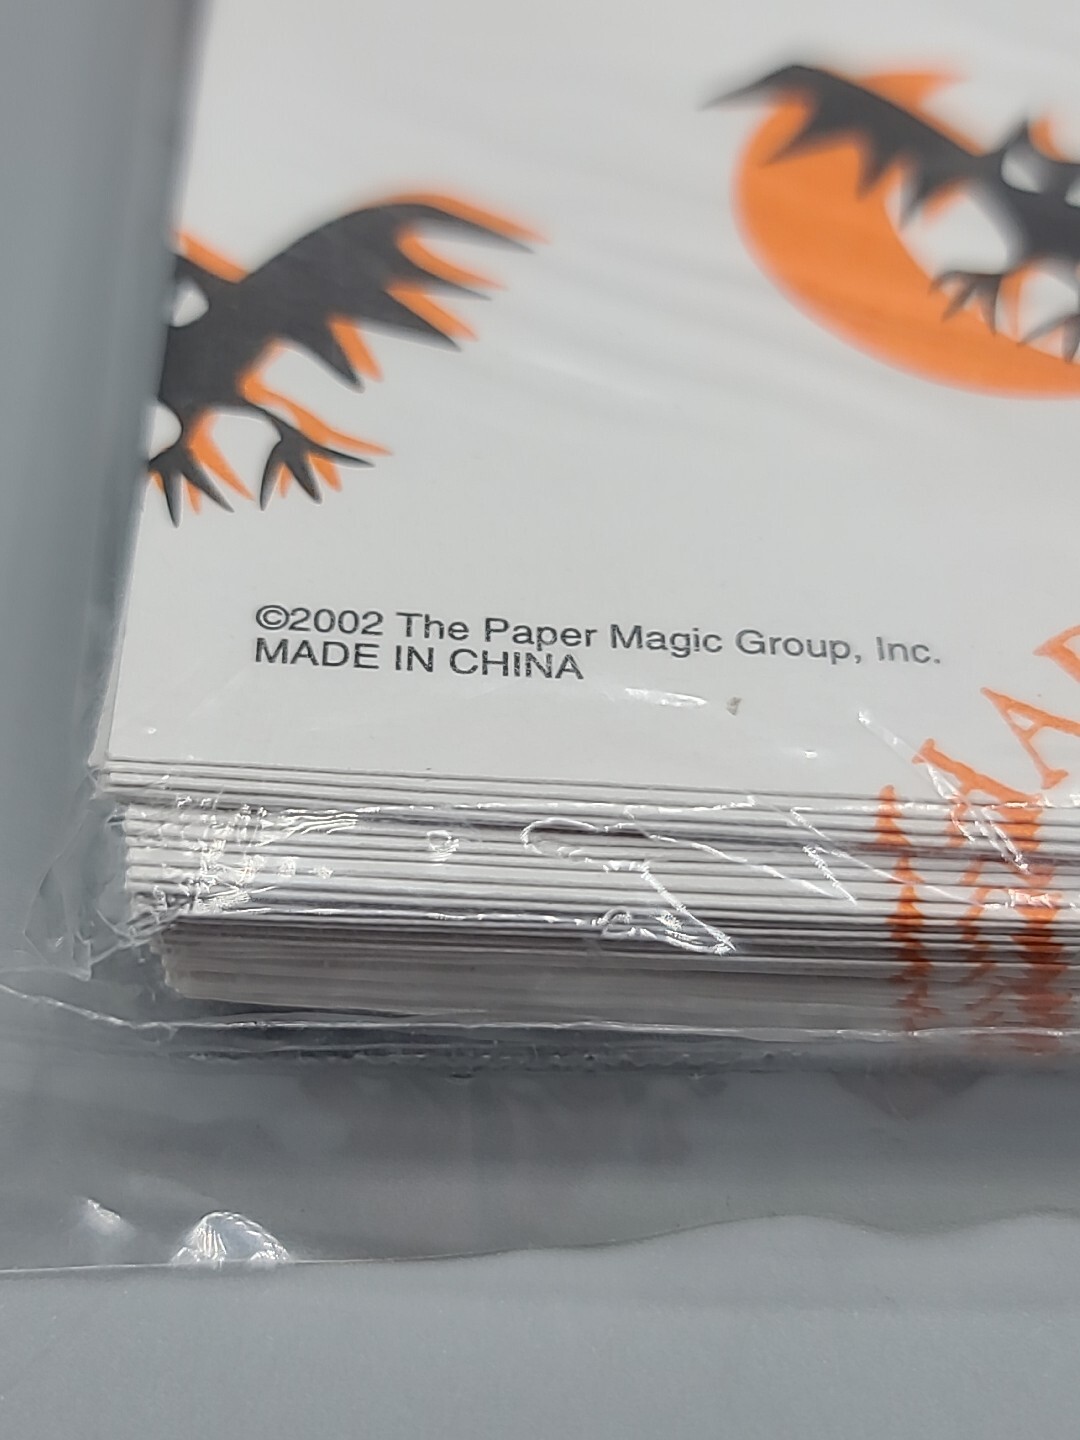 ©2002 The Paper Magic Group, Inc.
MADE IN CHINA